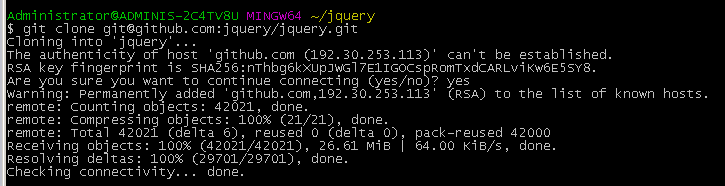 Administrator@ADMINIS-2C4TV8U MINGW64 ~/jquery
$ git clone git@github.com:jquery/jquery.git
Cloning into 'jquery'...
The authenticity of host 'github.com (192.30.253.113)' can't be established.
RSA key fingerprint is SHA256:nThbg6kXUpJWGl7E1IGOCspRomTxdCARLviKw6E5SY8.
Are you sure you want to continue connecting (yes/no)? yes
Warning: Permanently added 'github.com,192.30.253.113' (RSA) to the list of known hosts.
remote: Counting objects: 42021, done.
remote: Compressing objects: 100% (21/21), done.
remote: Total 42021 (delta 6), reused 0 (delta 0), pack-reused 42000
Receiving objects: 100% (42021/42021), 26.61 MiB | 64.00 KiB/s, done.
Resolving deltas: 100% (29701/29701), done.
Checking connectivity... done.